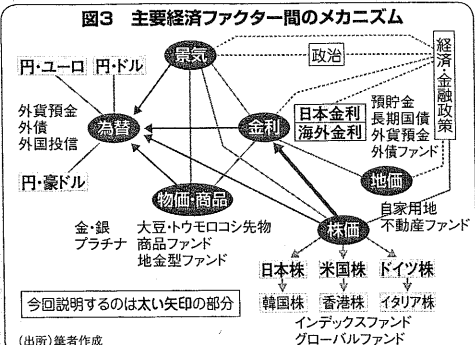 図3 主要経済ファクター間のメカニズム
景気
政治
経済・金融政策
円・ユーロ
円・ドル
外貨預金
外債
外国投信
為替
金利
日本金利
海外金利
預貯金
長期国債
外貨預金
外債ファンド
円・豪ドル
地価
自家用地
不動産ファンド
物価・商品
金・銀
プラチナ
大豆・トウモロコシ先物
商品ファンド
地金型ファンド
株価
日本株
米国株
ドイツ株
韓国株
香港株
イタリア株
インデックスファンド
グローバルファンド
今回説明するのは太い矢印の部分
(出所)筆者作成